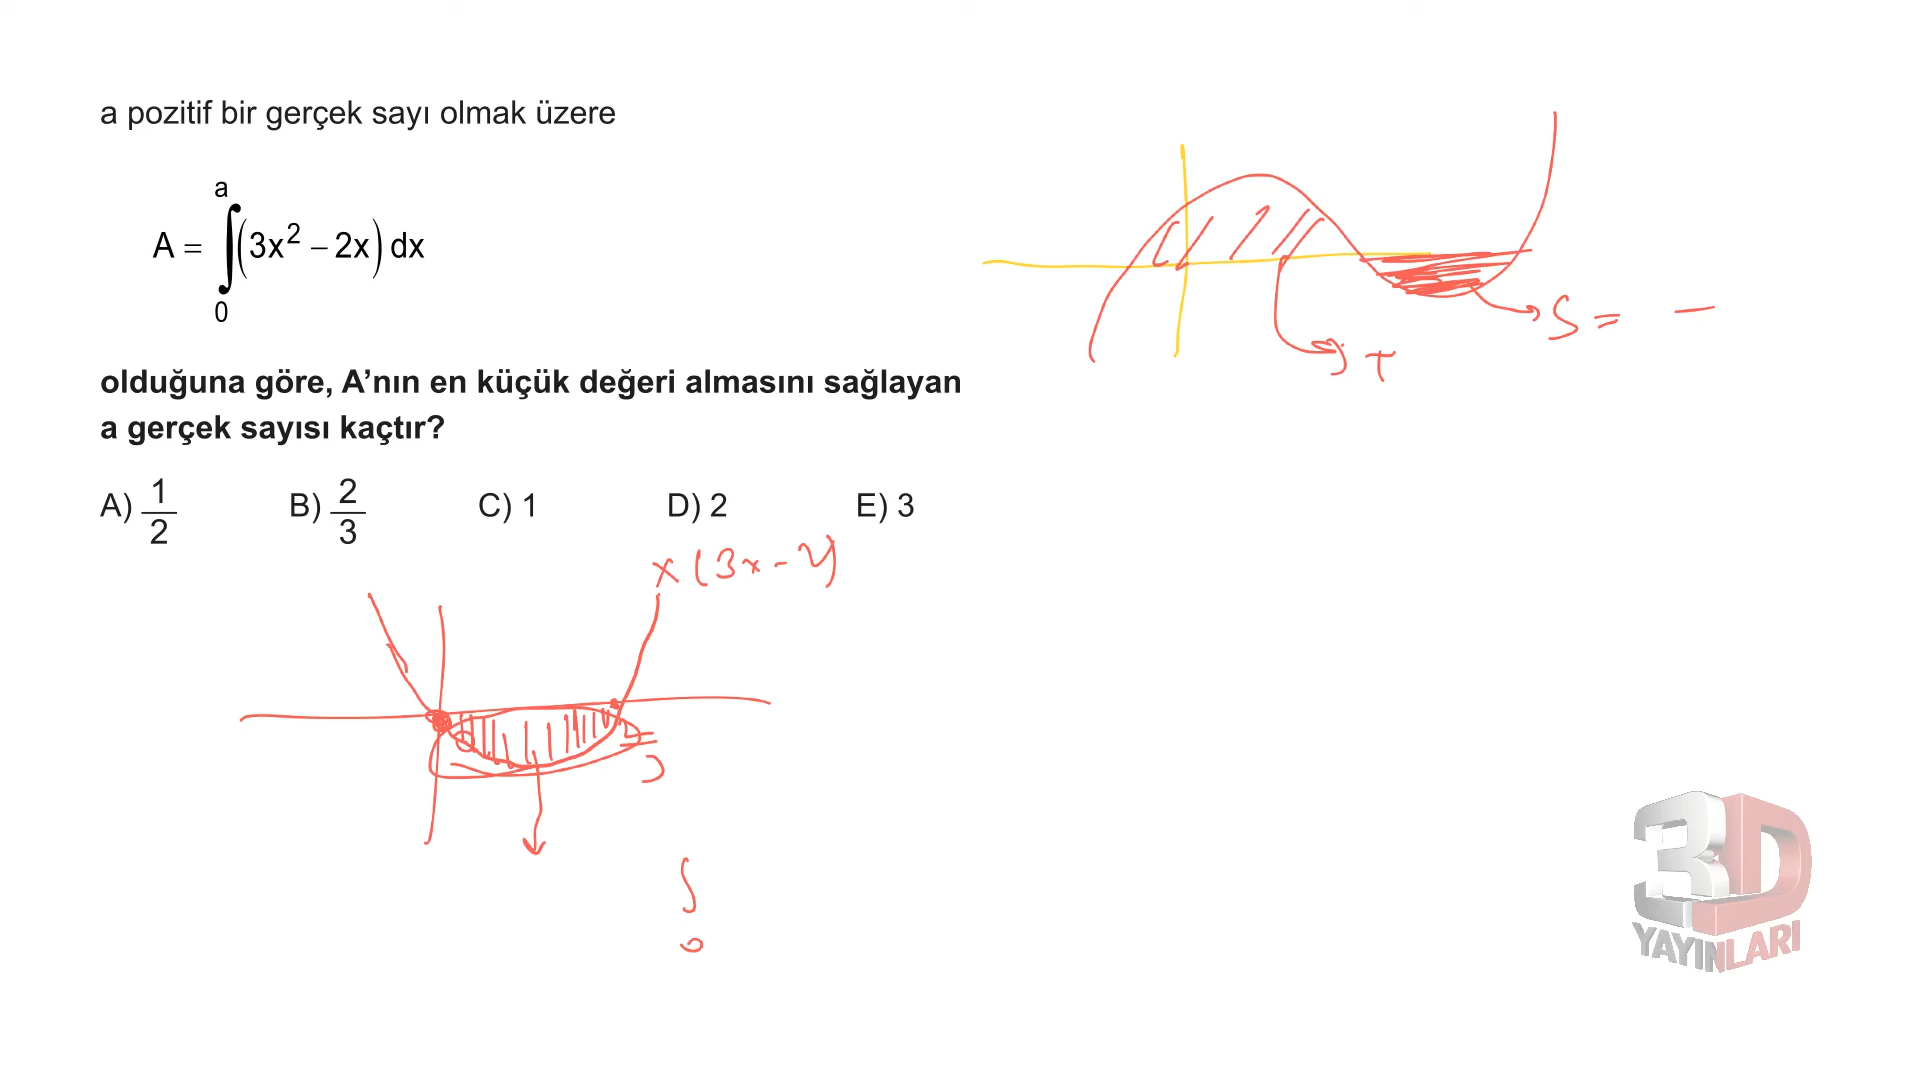 a pozitif bir gerçek sayı olmak üzere
A = ∫₀ᵃ (3x² – 2x) dx
olduğuna göre, A’nın en küçük değeri almasını sağlayan
a gerçek sayısı kaçtır?
A) 1/2 B) 2/3 C) 1 D) 2 E) 3
x(3x-2)
S = –
∫
0
3D
YAYINLARI